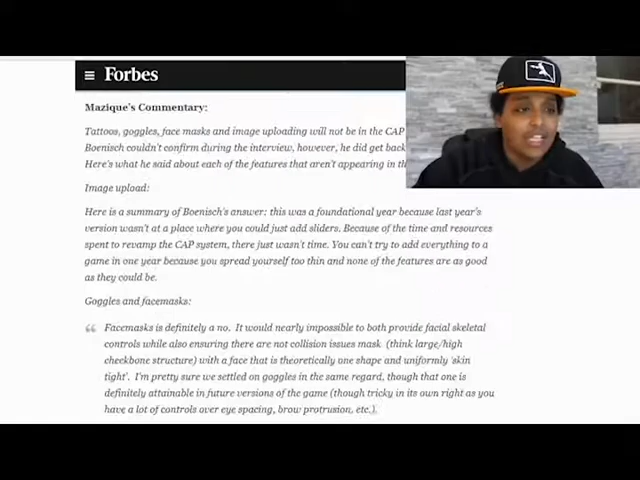 Forbes
Mazique's Commentary:
Tattoos, goggles, face masks and image uploading will not be in the CAP
Boenisch couldn't confirm during the interview, however, he did get back
Here's what he said about each of the features that aren't appearing in th
Image upload:
Here is a summary of Boenisch's answer: this was a foundational year because last year's
version wasn't at a place where you could just add sliders. Because of the time and resources
spent to revamp the CAP system, there just wasn't time. You can't try to add everything to a
game in one year because you spread yourself too thin and none of the features are as good
as they could be.
Goggles and facemasks:
“ Facemasks is definitely a no. It would nearly impossible to both provide facial skeletal
controls while also ensuring there are not collision issues mask (think large/high
cheekbone structure) with a face that is theoretically one shape and uniformly 'skin
tight'. I'm pretty sure we settled on goggles in the same regard, though that one is
definitely attainable in future versions of the game (though tricky in its own right as you
have a lot of controls over eye spacing, brow protrusion, etc.).